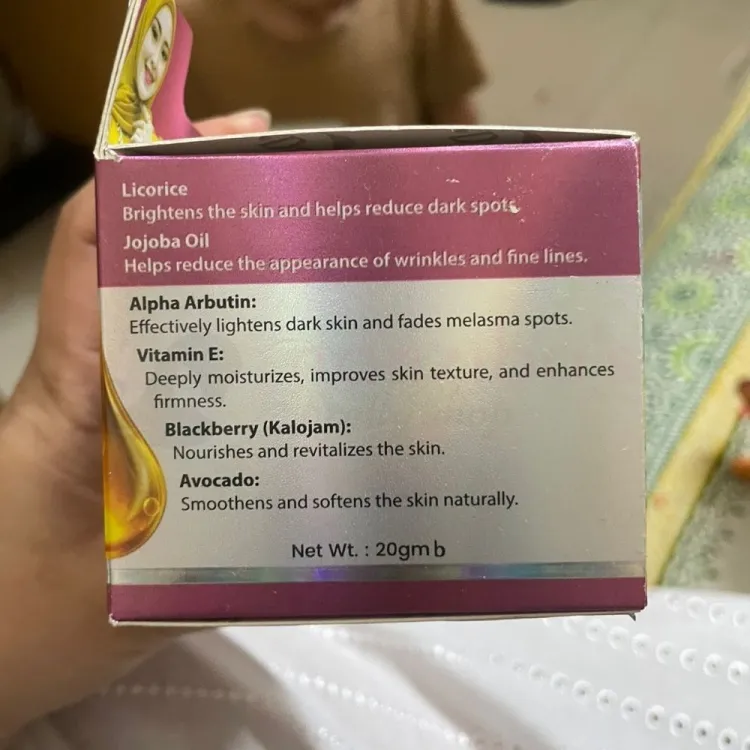 Licorice
Brightens the skin and helps reduce dark spots
Jojoba Oil
Helps reduce the appearance of wrinkles and fine lines.
Alpha Arbutin:
Effectively lightens dark skin and fades melasma spots.
Vitamin E:
Deeply moisturizes, improves skin texture, and enhances
firmness.
Blackberry (Kalojam):
Nourishes and revitalizes the skin.
Avocado:
Smoothens and softens the skin naturally.
Net Wt. : 20gm b